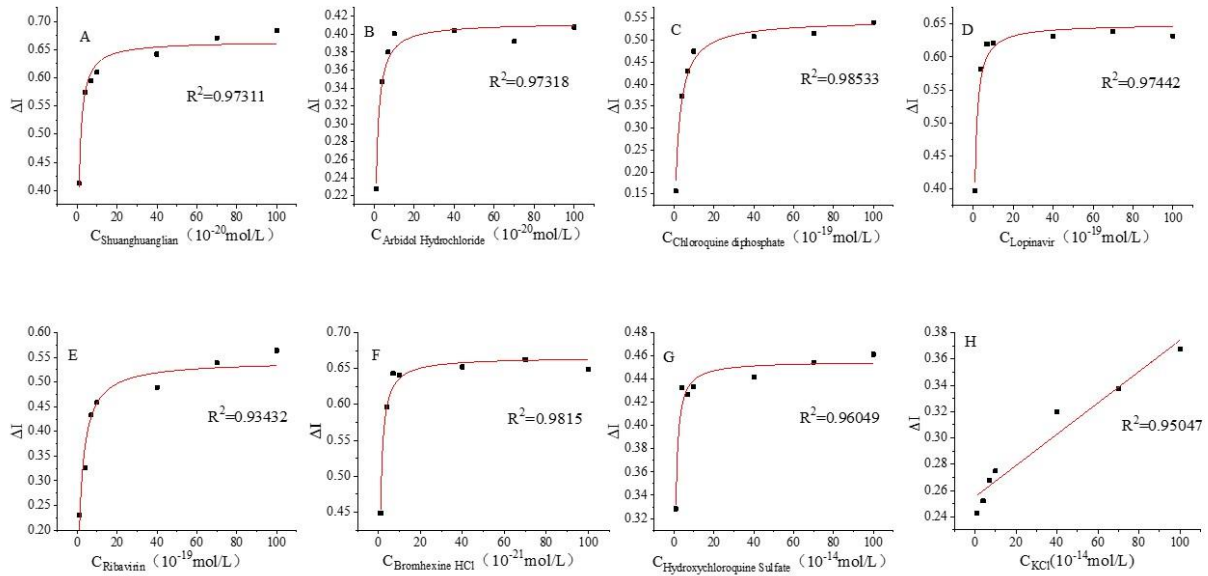 A
R²=0.97311
ΔI
0.70
0.65
0.60
0.55
0.50
0.45
0.40
0 20 40 60 80 100
C Shuanghuanglian (10⁻²⁰mol/L)
B
R²=0.97318
ΔI
0.42
0.40
0.38
0.36
0.34
0.32
0.30
0.28
0.26
0.24
0.22
0 20 40 60 80 100
C Arbidol Hydrochloride (10⁻²⁰mol/L)
C
R²=0.98533
ΔI
0.55
0.50
0.45
0.40
0.35
0.30
0.25
0.20
0.15
0 20 40 60 80 100
C Chloroquine diphosphate (10⁻¹⁹mol/L)
D
R²=0.97442
ΔI
0.65
0.60
0.55
0.50
0.45
0.40
0 20 40 60 80 100
C Lopinavir (10⁻¹⁹mol/L)
E
R²=0.93432
ΔI
0.60
0.55
0.50
0.45
0.40
0.35
0.30
0.25
0.20
0 20 40 60 80 100
C Ribavirin (10⁻¹⁹mol/L)
F
R²=0.9815
ΔI
0.70
0.65
0.60
0.55
0.50
0.45
0 20 40 60 80 100
C Bromhexine HCl (10⁻²¹mol/L)
G
R²=0.96049
ΔI
0.48
0.46
0.44
0.42
0.40
0.38
0.36
0.34
0.32
0 20 40 60 80 100
C Hydroxychloroquine Sulfate (10⁻¹⁴mol/L)
H
R²=0.95047
ΔI
0.38
0.36
0.34
0.32
0.30
0.28
0.26
0.24
0 20 40 60 80 100
C KCl (10⁻¹⁴mol/L)